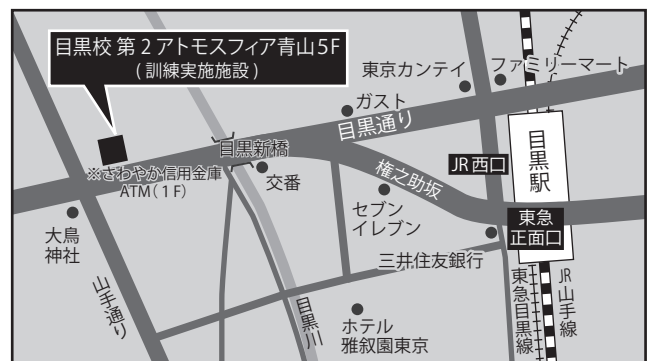 目黒校 第2アトモスフィア青山5F
(訓練実施施設)
東京カンテイ
ファミリーマート
ガスト
目黒通り
目黒新橋
※さわやか信用金庫
ATM(1F)
交番
権之助坂
JR西口
目黒駅
セブン
イレブン
東急
正面口
大鳥
神社
三井住友銀行
山手通り
目黒川
ホテル
雅叙園東京
東急目黒線
JR山手線